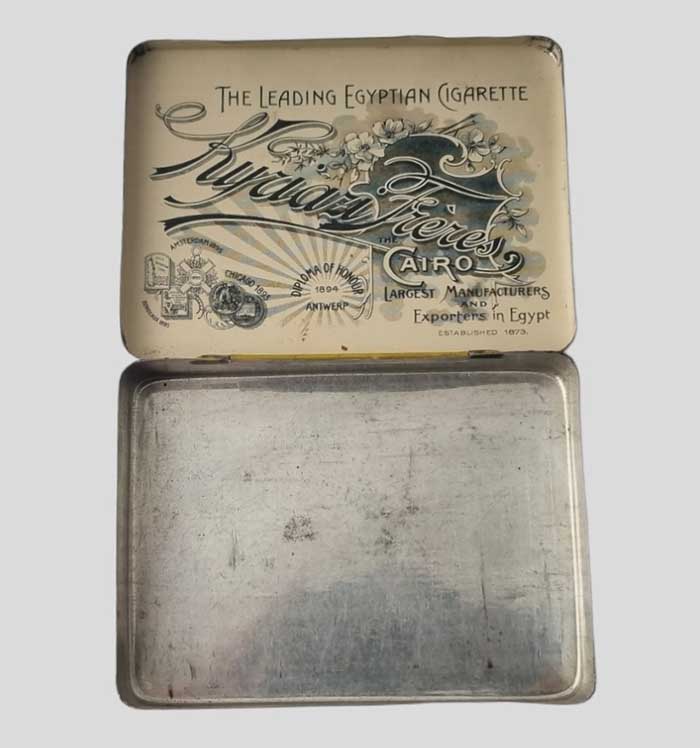 THE LEADING EGYPTIAN CIGARETTE
Kyriazi Frères
THE
CAIRO
LARGEST MANUFACTURERS
AND
Exporters in Egypt
ESTABLISHED 1873.
AMSTERDAM 1895
CHICAGO 1893
DIPLOMA OF HONOUR
1894
ANTWERP